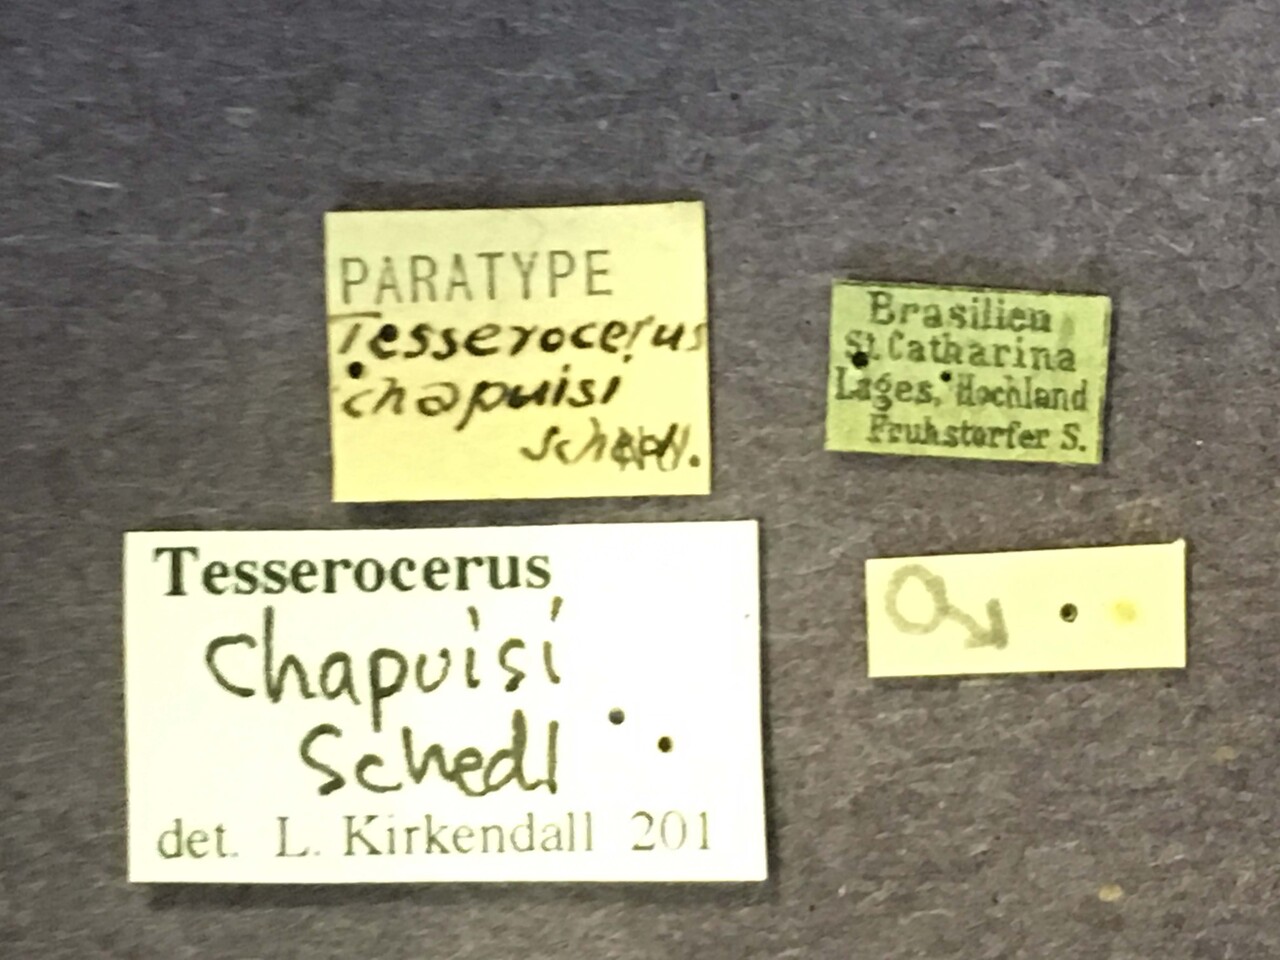 PARATYPE
Tesserocerus
chapuisi
Schedl.
Brasilien
St. Catharina
Lages, Hochland
Fruhstorfer S.
Tesserocerus
chapuisi
Schedl
det. L. Kirkendall 201
♂